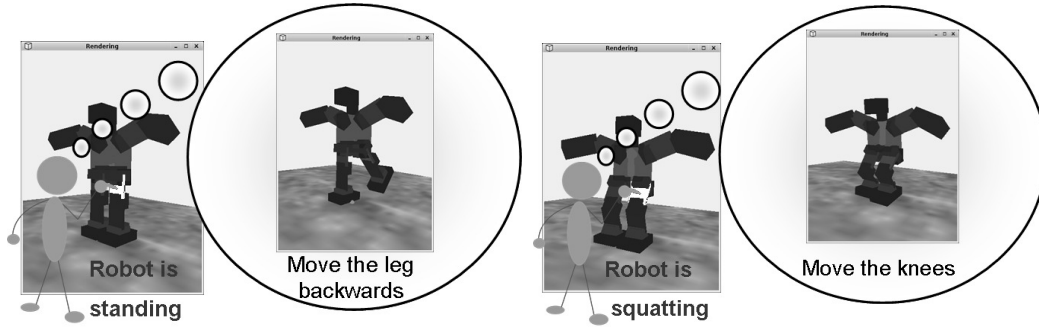 Rendering
Rendering
Robot is
standing
Move the leg
backwards
Rendering
Rendering
Robot is
squatting
Move the knees